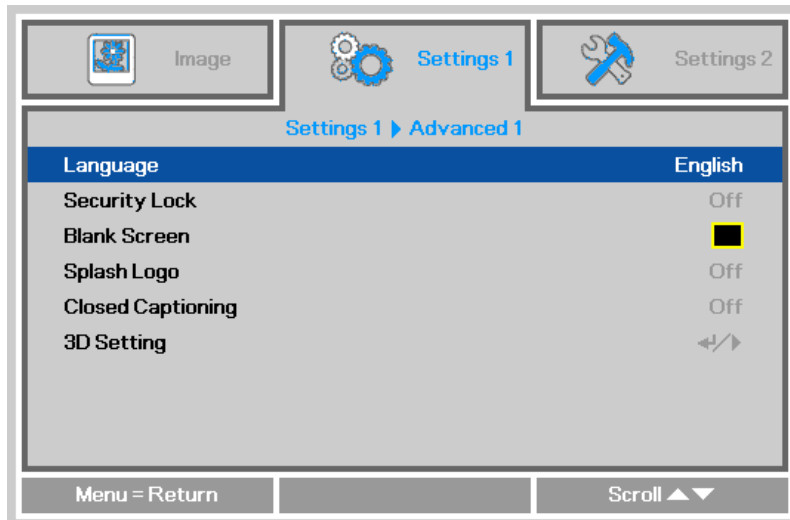 Image
Settings 1
Settings 2
Settings 1 ▶ Advanced 1
Language English
Security Lock Off
Blank Screen
Splash Logo Off
Closed Captioning Off
3D Setting ↵/▶
Menu = Return Scroll ▲▼